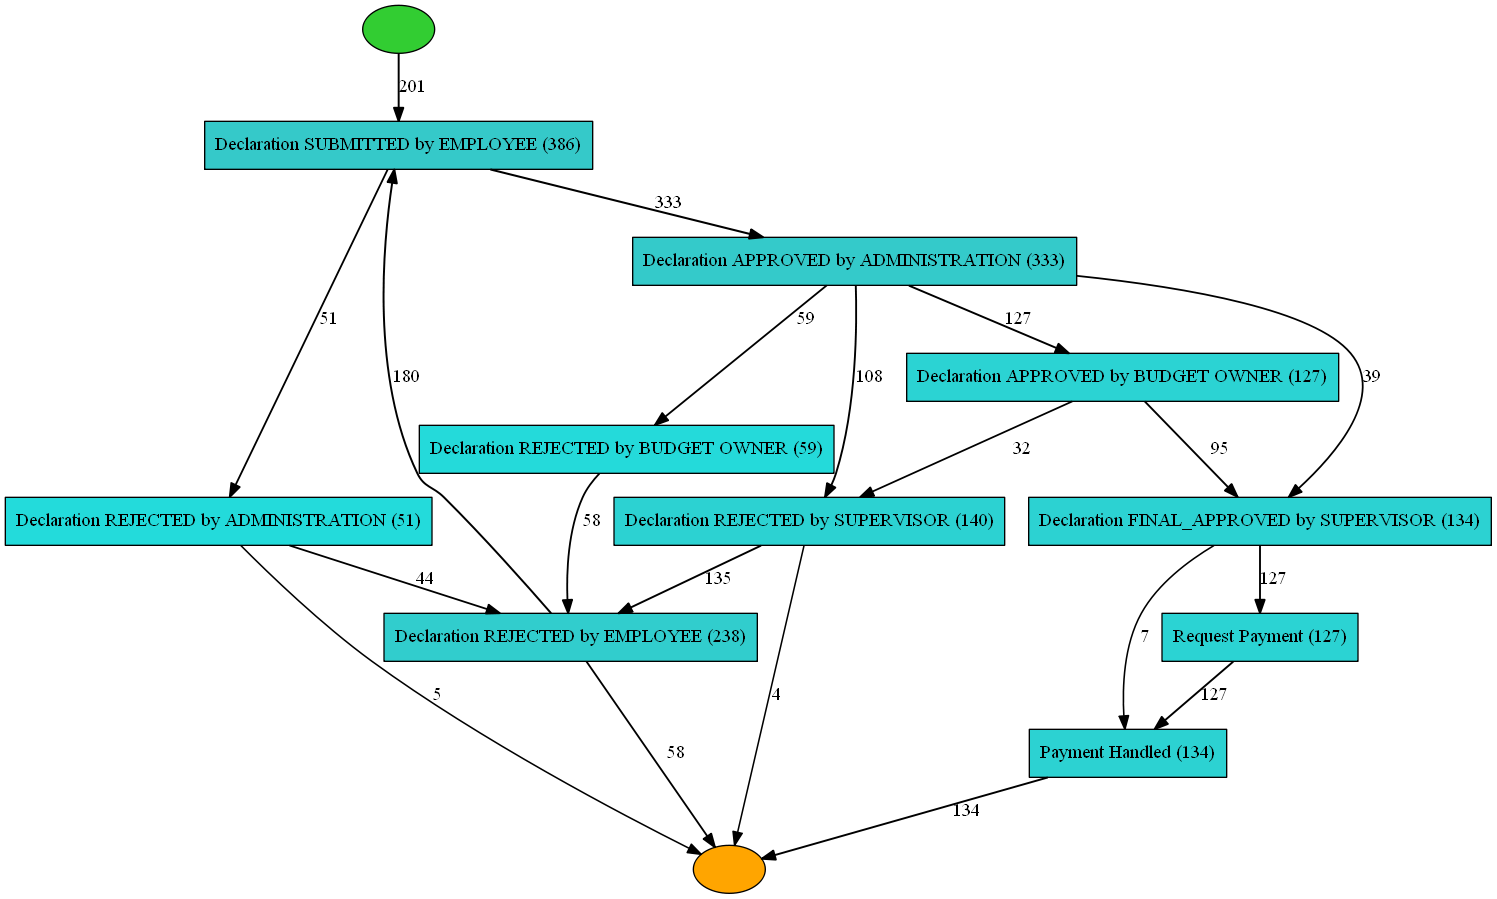 201
Declaration SUBMITTED by EMPLOYEE (386)
333
Declaration APPROVED by ADMINISTRATION (333)
51
59
127
180
108
Declaration APPROVED by BUDGET OWNER (127)
39
Declaration REJECTED by BUDGET OWNER (59)
32
95
Declaration REJECTED by ADMINISTRATION (51)
58
Declaration REJECTED by SUPERVISOR (140)
Declaration FINAL_APPROVED by SUPERVISOR (134)
44
135
127
Declaration REJECTED by EMPLOYEE (238)
7
Request Payment (127)
5
4
127
58
Payment Handled (134)
134